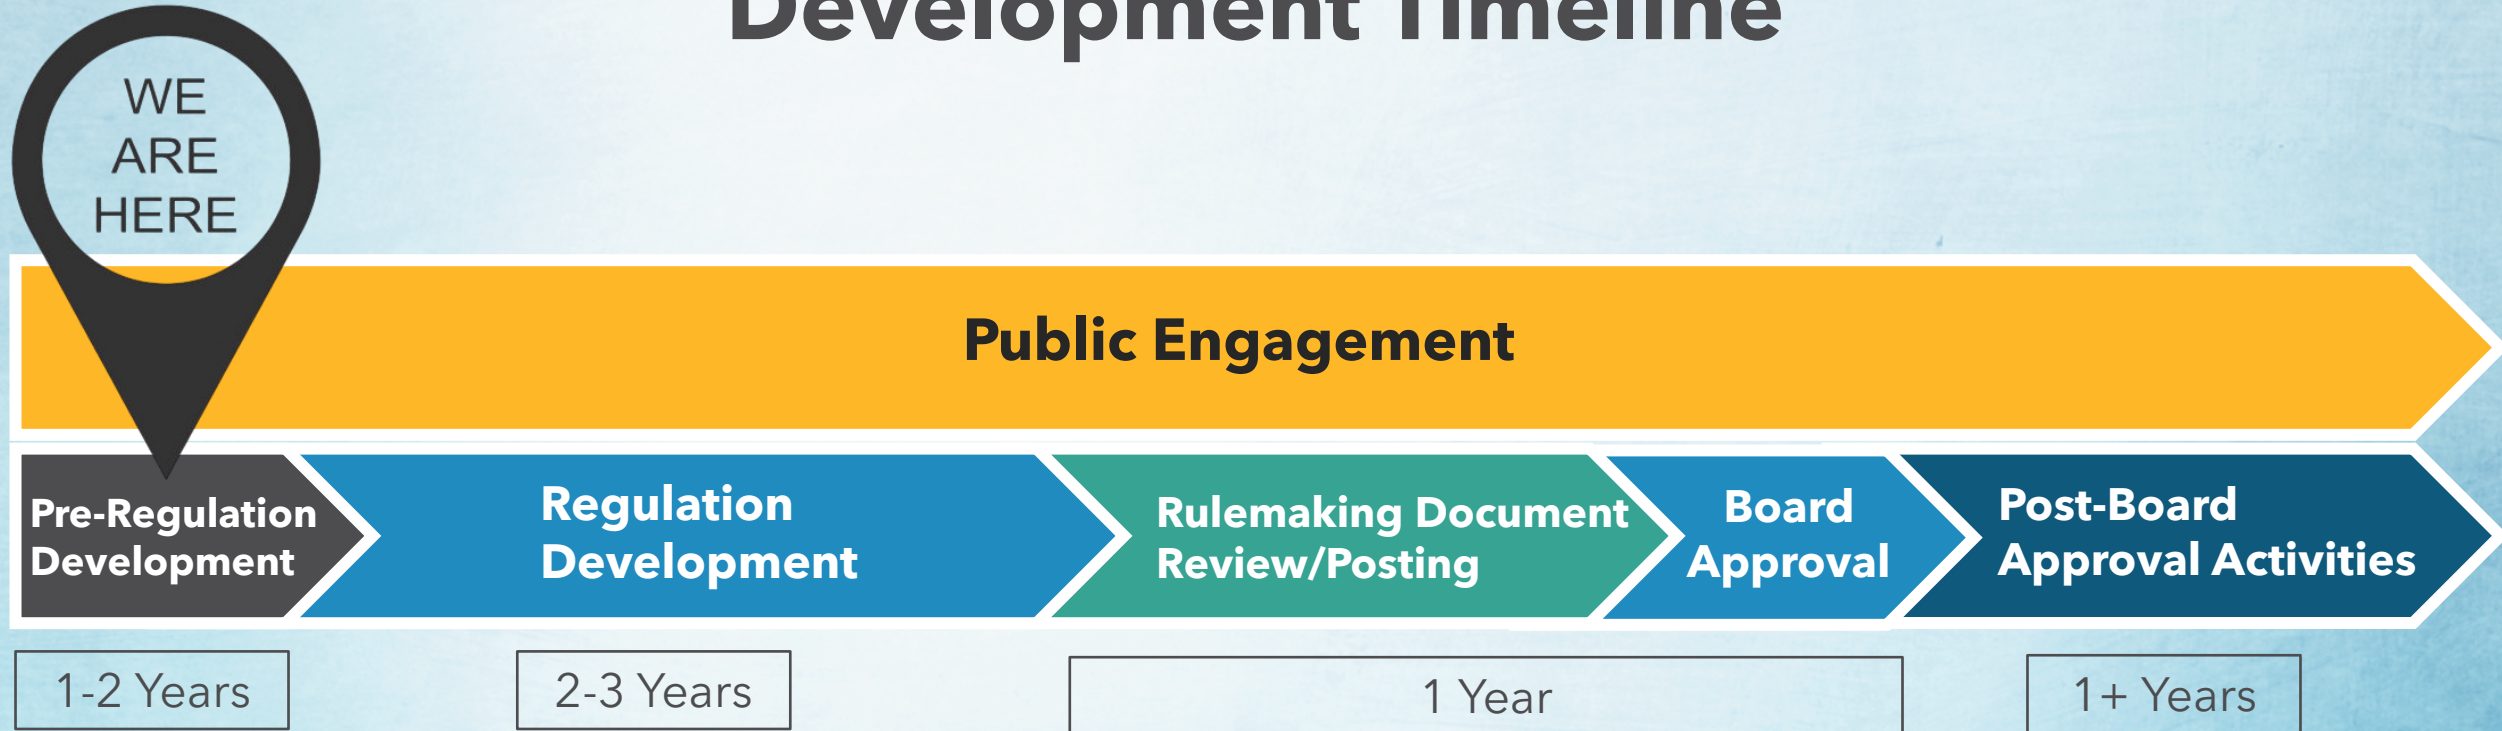 Development Timeline
WE
ARE
HERE
Public Engagement
Pre-Regulation
Development
Regulation
Development
Rulemaking Document
Review/Posting
Board
Approval
Post-Board
Approval Activities
1-2 Years
2-3 Years
1 Year
1+ Years